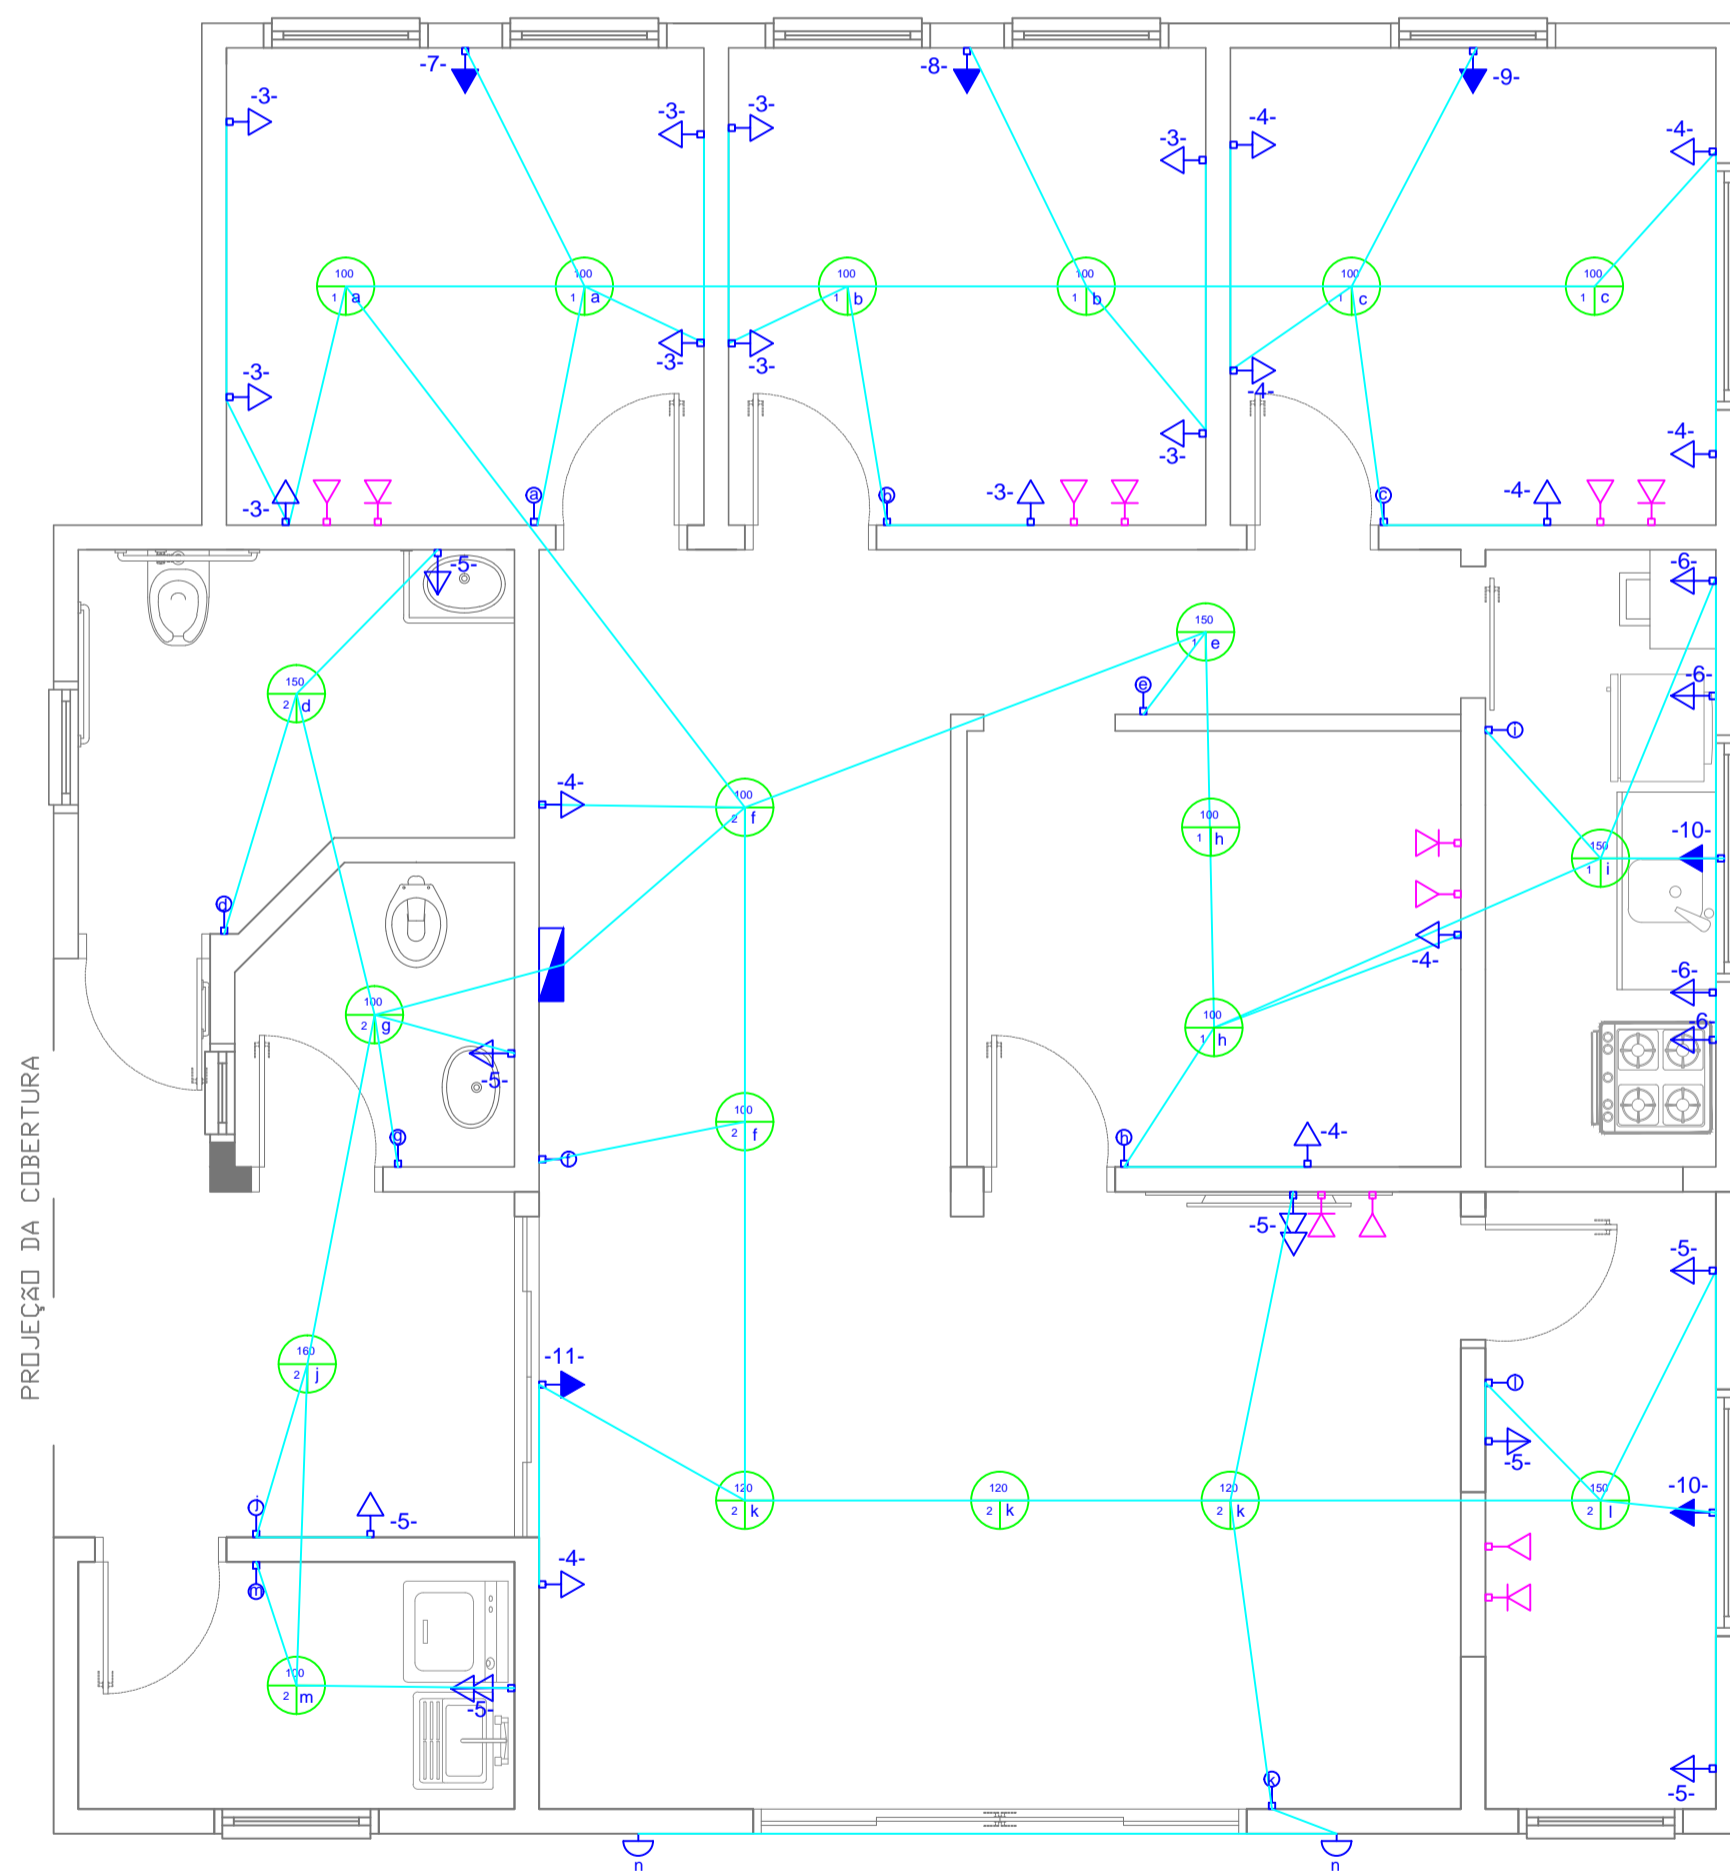 -7-
-8-
-9-
-3-
-3-
-3-
-3-
-4-
-4-
100
1 a
100
1 a
100
1 b
100
1 b
100
1 c
100
1 c
-3-
-3-
-3-
-3-
-4-
-4-
-3-
a
b
-3-
c
-4-
-5-
-6-
150
1 e
150
2 d
e
-6-
i
-4-
100
2 f
100
1 h
150
1 i
-10-
d
-4-
-6-
100
2 g
100
1 h
-6-
-5-
PROJEÇÃO DA COBERTURA
100
2 f
g
f
h
-4-
-5-
-5-
160
2 j
-11-
l
-5-
120
2 k
120
2 k
120
2 k
150
2 l
-10-
j
-5-
m
-4-
100
2 m
-5-
k
-5-
n
n